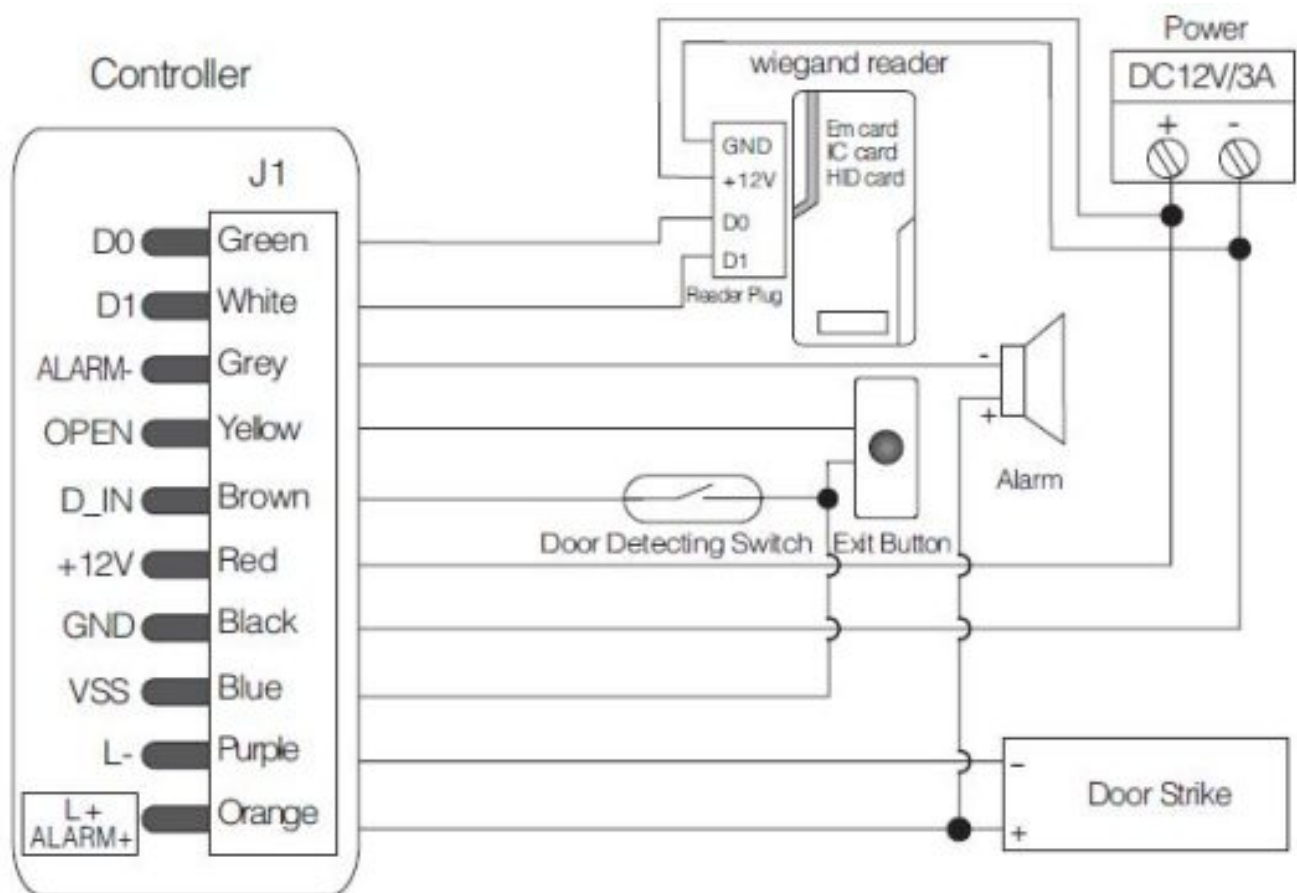 Power
DC12V/3A
+ -
wiegand reader
Controller
Em card
IC card
HID card
GND
+12V
D0
D1
Reader Plug
J1
D0 Green
D1 White
ALARM- Grey
OPEN Yellow
D_IN Brown
+12V Red
GND Black
VSS Blue
L- Purple
L+
ALARM+
Orange
-
+
Alarm
Door Detecting Switch
Exit Button
-
Door Strike
+